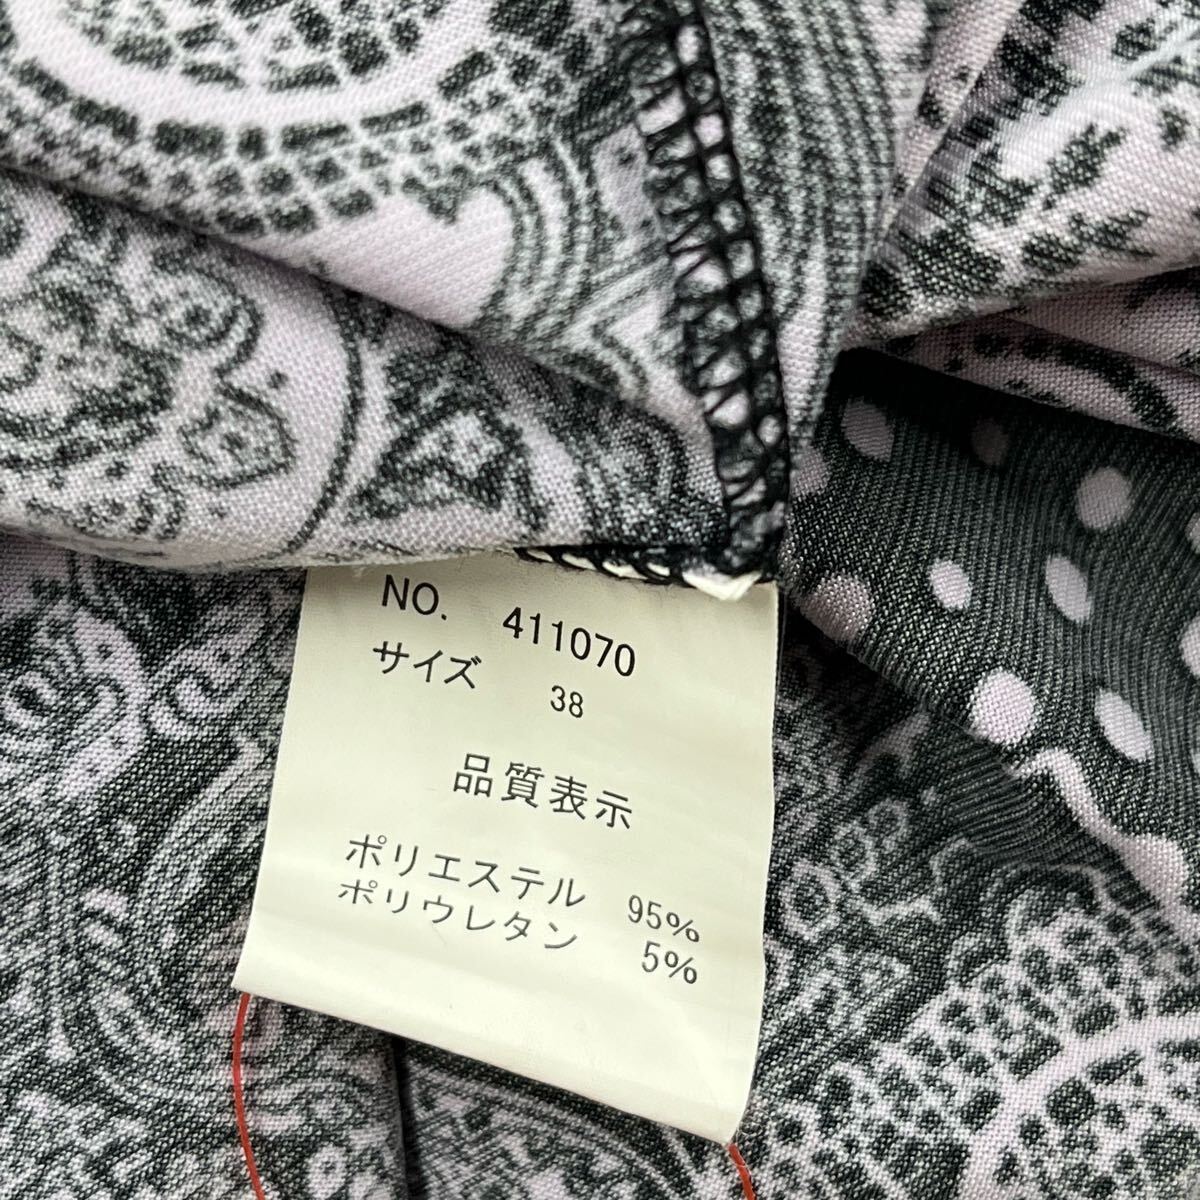 NO. 411070
サイズ 38
品質表示
ポリエステル 95%
ポリウレタン 5%